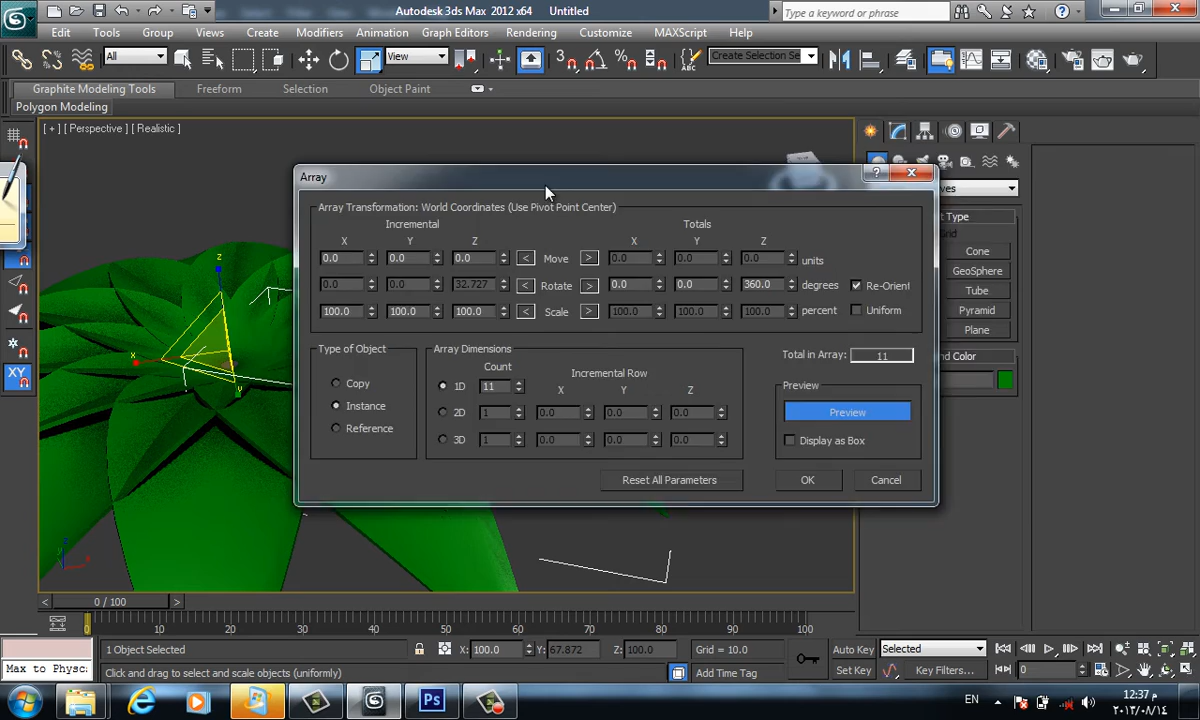 Autodesk 3ds Max 2012 x64 Untitled
Type a keyword or phrase
Edit Tools Group Views Create Modifiers Animation Graph Editors Rendering Customize MAXScript Help
All View 3 Create Selection Se
Graphite Modeling Tools Freeform Selection Object Paint
Polygon Modeling
[ + ] [ Perspective ] [ Realistic ]
Array
Array Transformation: World Coordinates (Use Pivot Point Center)
Incremental Totals
X Y Z X Y Z
0.0 0.0 0.0 < Move > 0.0 0.0 0.0 units
0.0 0.0 32.727 < Rotate > 0.0 0.0 360.0 degrees Re-Orient
100.0 100.0 100.0 < Scale > 100.0 100.0 100.0 percent Uniform
Type of Object
Copy
Instance
Reference
Array Dimensions
Count Incremental Row
X Y Z
1D 11
2D 1 0.0 0.0 0.0
3D 1 0.0 0.0 0.0
Total in Array: 11
Preview
Preview
Display as Box
Reset All Parameters OK Cancel
ves
t Type
Grid
Cone
GeoSphere
Tube
Pyramid
Plane
nd Color
z
x
y
XY
z
x
0 / 100
0 10 20 30 40 50 60 70 80 90 100
1 Object Selected X: 100.0 Y: 67.872 Z: 100.0 Grid = 10.0 Auto Key Selected
Max to Physc Click and drag to select and scale objects (uniformly) Add Time Tag Set Key Key Filters... 0
EN
12:37 م
٢٠١٣/٠٨/١٤
Ps